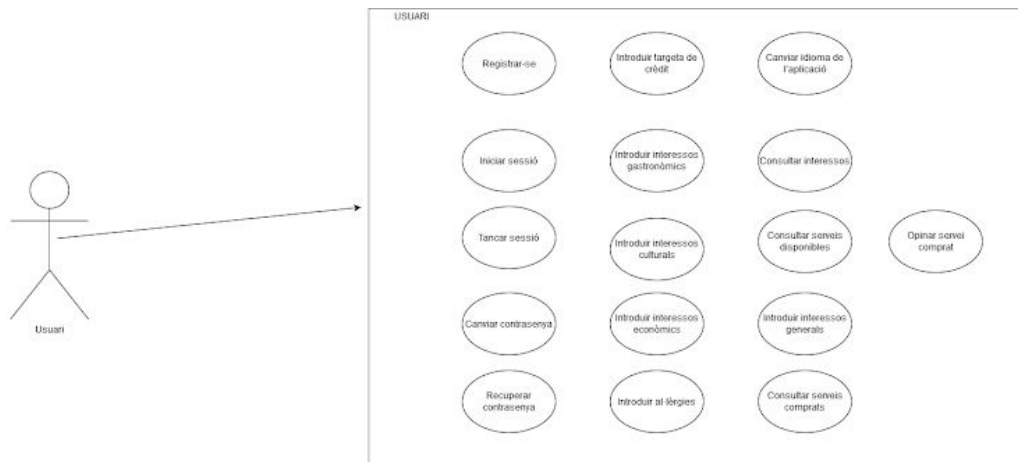 USUARI
Registrar-se
Introduir targeta de
crèdit
Canviar idioma de
l'aplicació
Iniciar sessió
Introduir interessos
gastronòmics
Consultar interessos
Tancar sessió
Introduir interessos
culturals
Consultar serveis
disponibles
Opinar servei
comprat
Usuari
Canviar contrasenya
Introduir interessos
econòmics
Introduir interessos
generals
Recuperar
contrasenya
Introduir al·lèrgies
Consultar serveis
comprats